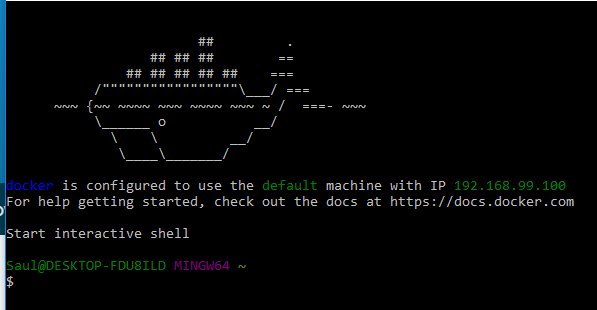 ##         .
                  ## ## ##        ==
               ## ## ## ## ##    ===
           /"""""""""""""""""\___/ ===
      ~~~ {~~ ~~~~ ~~~ ~~~~ ~~~ ~ /  ===- ~~~
           \______ o           __/
             \    \         __/
              \____\_______/
docker is configured to use the default machine with IP 192.168.99.100
For help getting started, check out the docs at https://docs.docker.com
Start interactive shell
Saul@DESKTOP-FDU8ILD MINGW64 ~
$